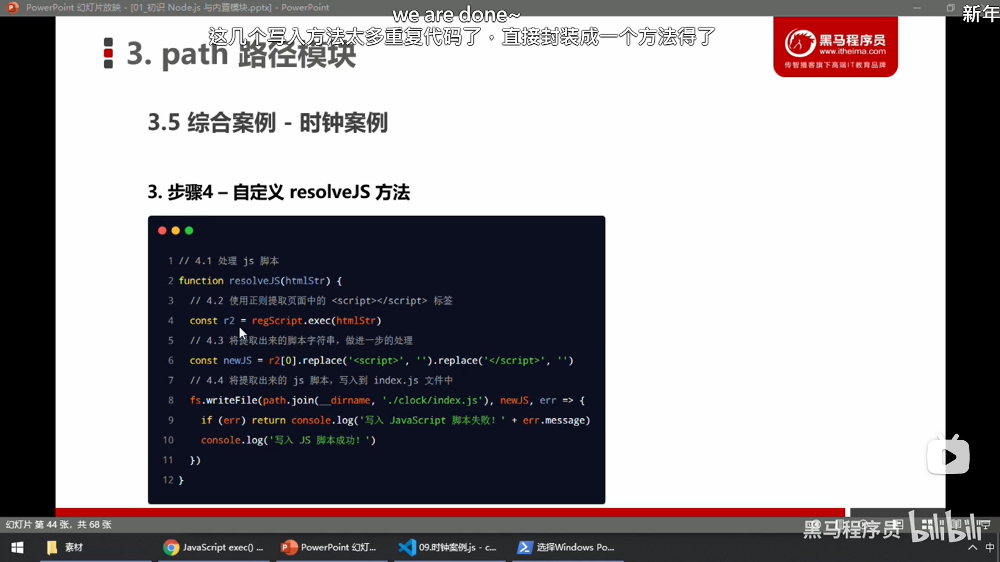 PowerPoint 幻灯片放映 - [01_初识 Node.js 与内置模块.pptx] - PowerPoint
we are done~
新年
这几个写入方法太多重复代码了，直接封装成一个方法得了
3. path 路径模块
黑马程序员
www.itheima.com
传智播客旗下高端IT教育品牌
3.5 综合案例 - 时钟案例
3. 步骤4 – 自定义 resolveJS 方法
1 // 4.1 处理 js 脚本
2 function resolveJS(htmlStr) {
3 // 4.2 使用正则提取页面中的 <script></script> 标签
4 const r2 = regScript.exec(htmlStr)
5 // 4.3 将提取出来的脚本字符串，做进一步的处理
6 const newJS = r2[0].replace('<script>', '').replace('</script>', '')
7 // 4.4 将提取出来的 js 脚本，写入到 index.js 文件中
8 fs.writeFile(path.join(__dirname, './clock/index.js'), newJS, err => {
9 if (err) return console.log('写入 JavaScript 脚本失败！' + err.message)
10 console.log('写入 JS 脚本成功！')
11 })
12 }
幻灯片 第 44 张，共 68 张
黑马程序员 bilibili
素材
JavaScript exec() ...
PowerPoint 幻灯...
09.时钟案例.js - c...
选择Windows Po...
中